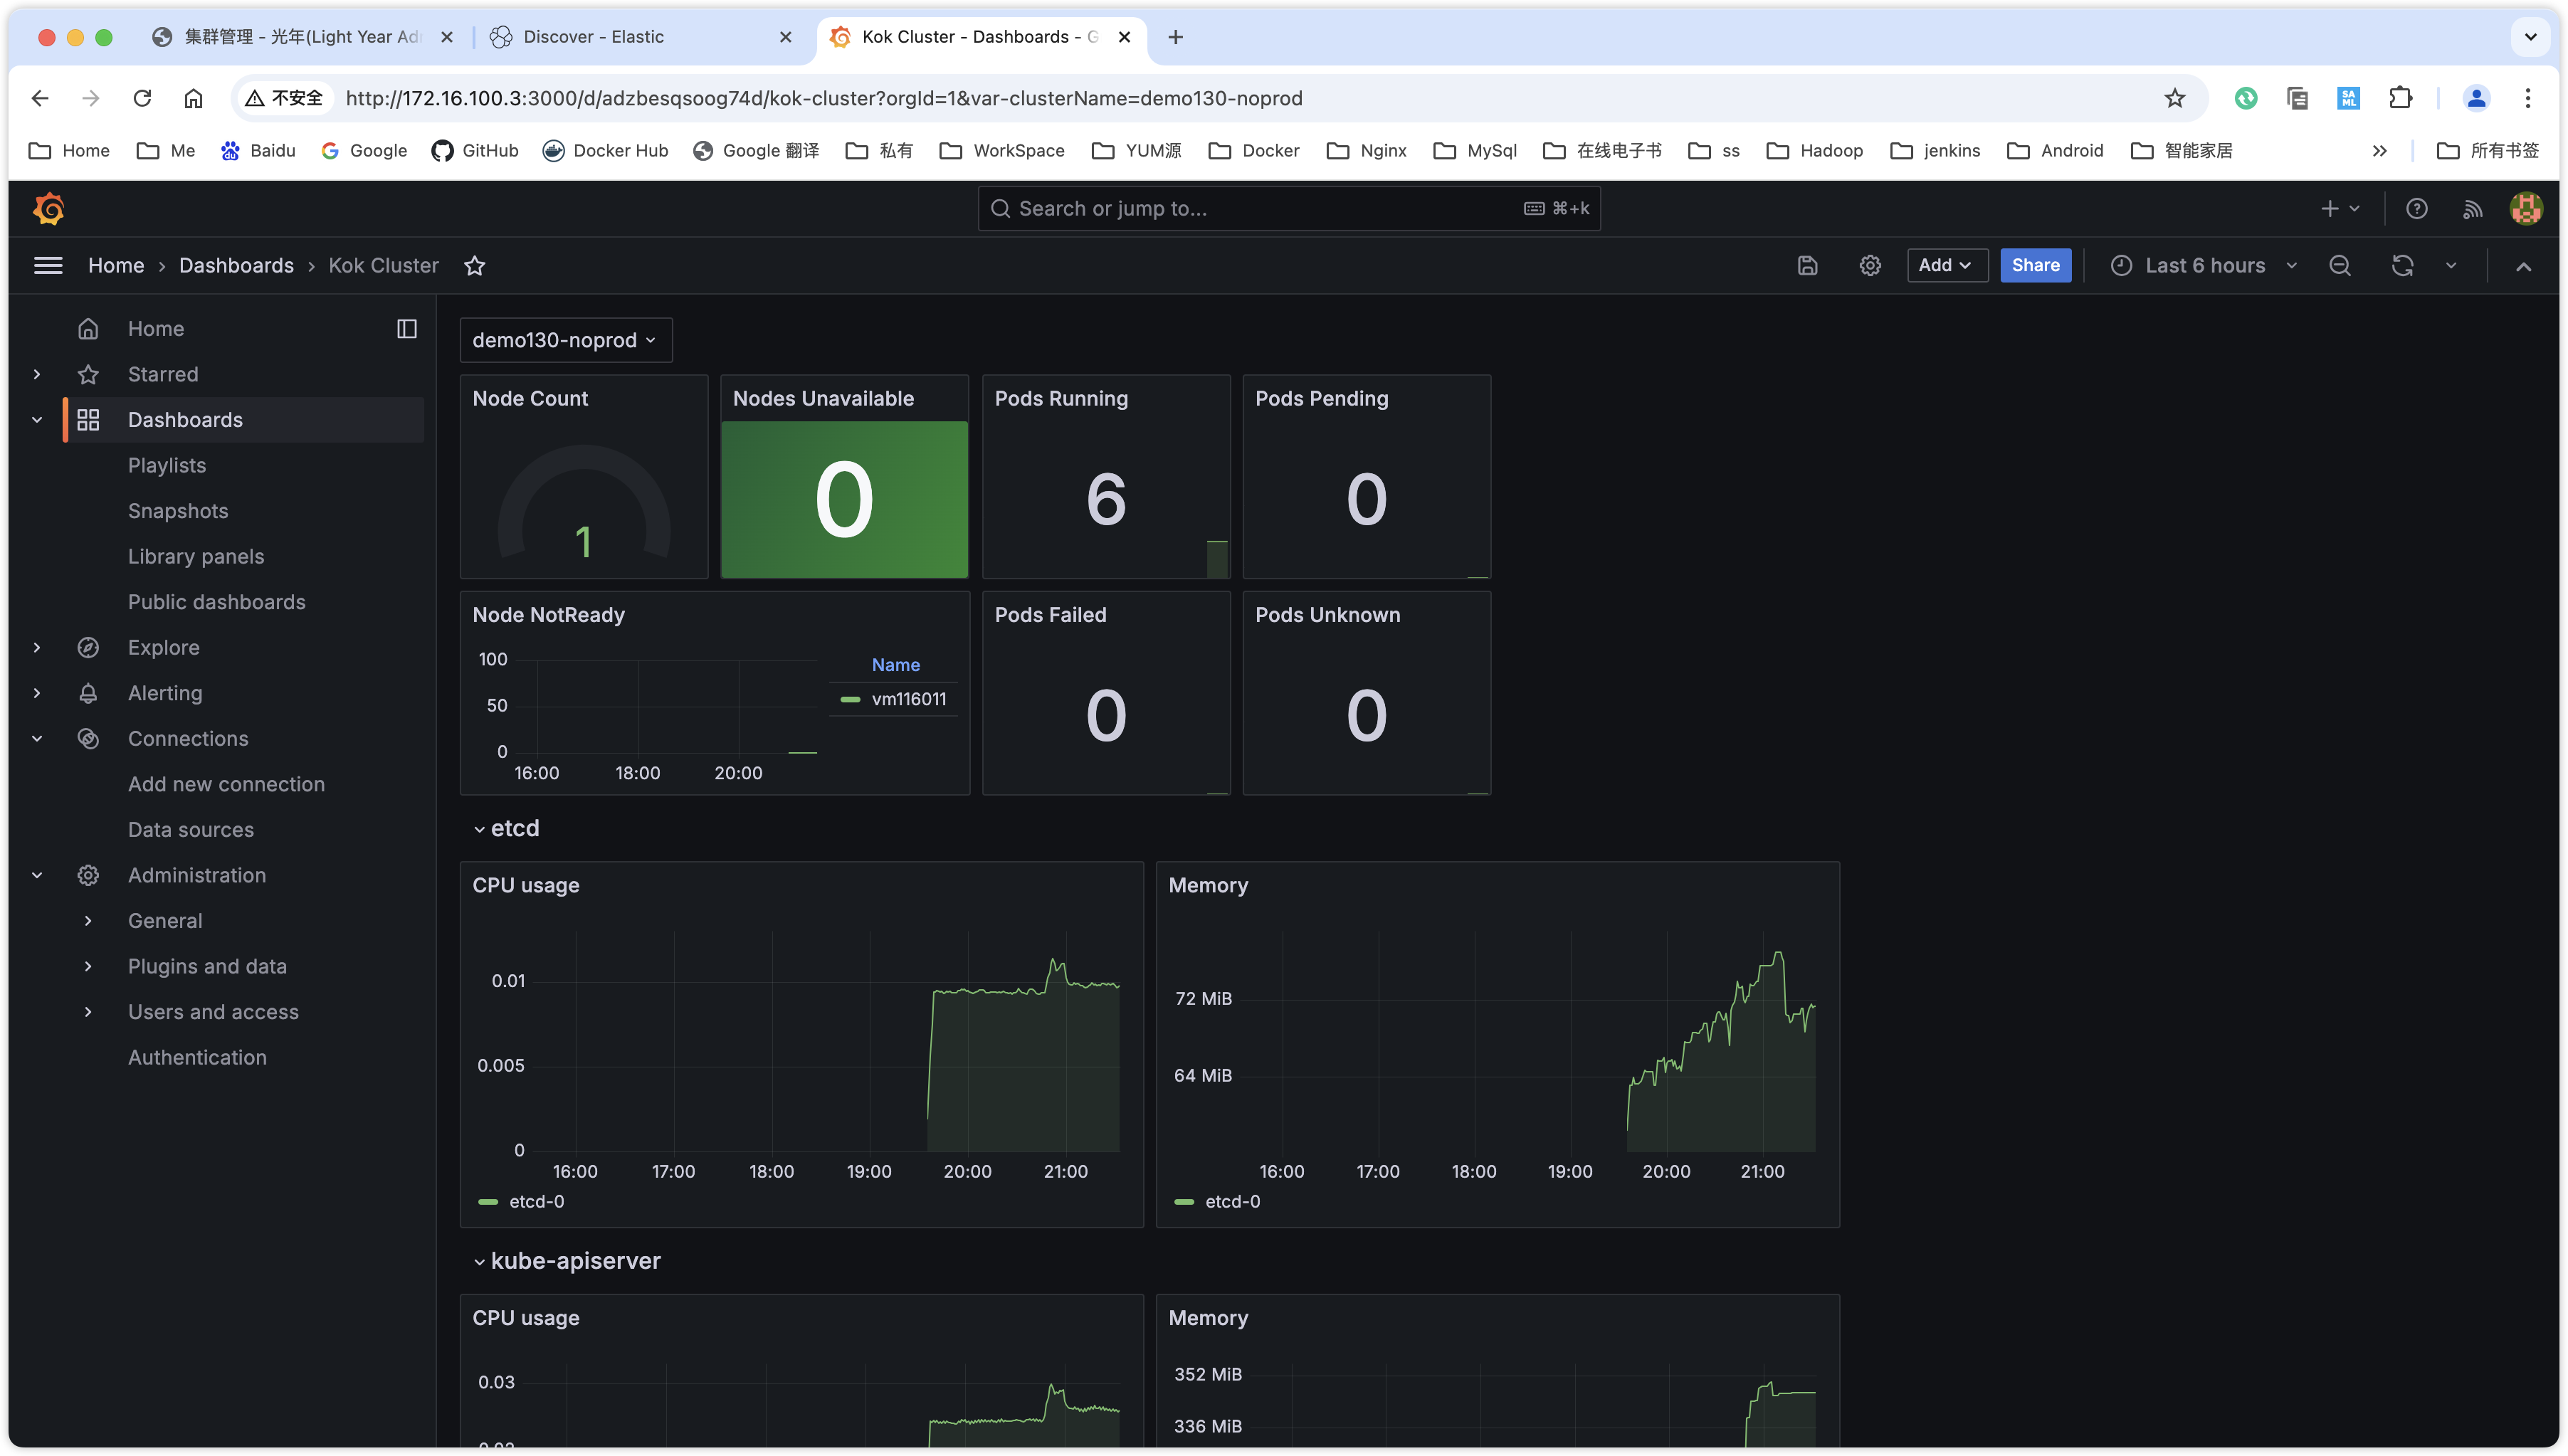 集群管理 - 光年(Light Year Ad
Discover - Elastic
Kok Cluster - Dashboards - G
不安全
http://172.16.100.3:3000/d/adzbesqsoog74d/kok-cluster?orgId=1&var-clusterName=demo130-noprod
SA
ML
Home
Me
du
Baidu
Google
GitHub
Docker Hub
Google 翻译
私有
WorkSpace
YUM源
Docker
Nginx
MySql
在线电子书
ss
Hadoop
jenkins
Android
智能家居
所有书签
Search or jump to...
⌘+k
Home
Dashboards
Kok Cluster
Add
Share
Last 6 hours
Home
Starred
Dashboards
Playlists
Snapshots
Library panels
Public dashboards
Explore
Alerting
Connections
Add new connection
Data sources
Administration
General
Plugins and data
Users and access
Authentication
demo130-noprod
Node Count
1
Nodes Unavailable
0
Pods Running
6
Pods Pending
0
Node NotReady
100
50
0
16:00
18:00
20:00
Name
vm116011
Pods Failed
0
Pods Unknown
0
etcd
CPU usage
0.01
0.005
0
16:00
17:00
18:00
19:00
20:00
21:00
etcd-0
Memory
72 MiB
64 MiB
16:00
17:00
18:00
19:00
20:00
21:00
etcd-0
kube-apiserver
CPU usage
0.03
Memory
352 MiB
336 MiB